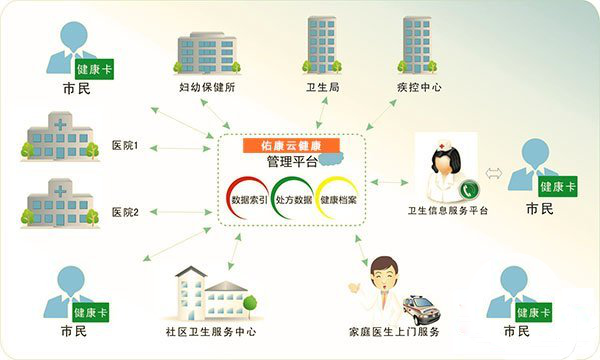 健康卡
市民
妇幼保健所
卫生局
疾控中心
医院1
佑康云健康
管理平台
数据索引
处方数据
健康档案
卫生信息服务平台
健康卡
市民
医院2
健康卡
市民
社区卫生服务中心
家庭医生上门服务
健康卡
市民